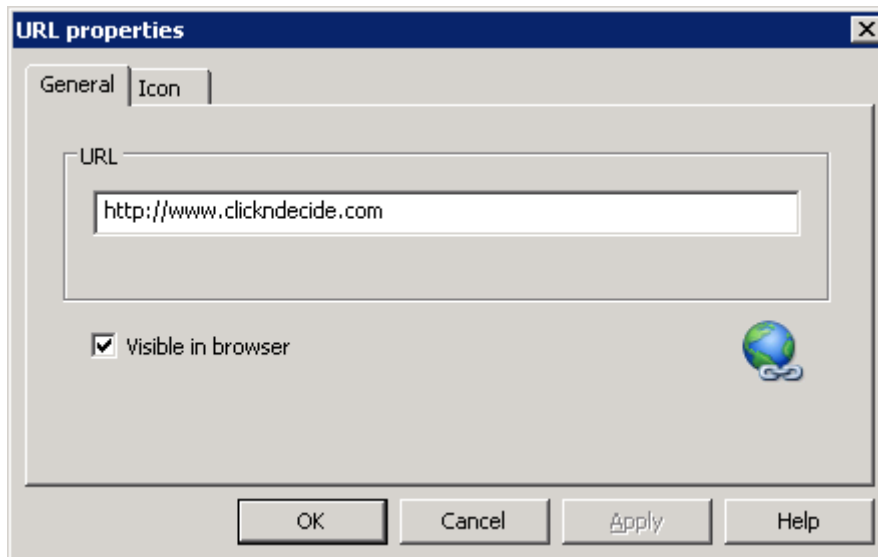 URL properties
General Icon
URL
http://www.clickndecide.com
Visible in browser
OK Cancel Apply Help